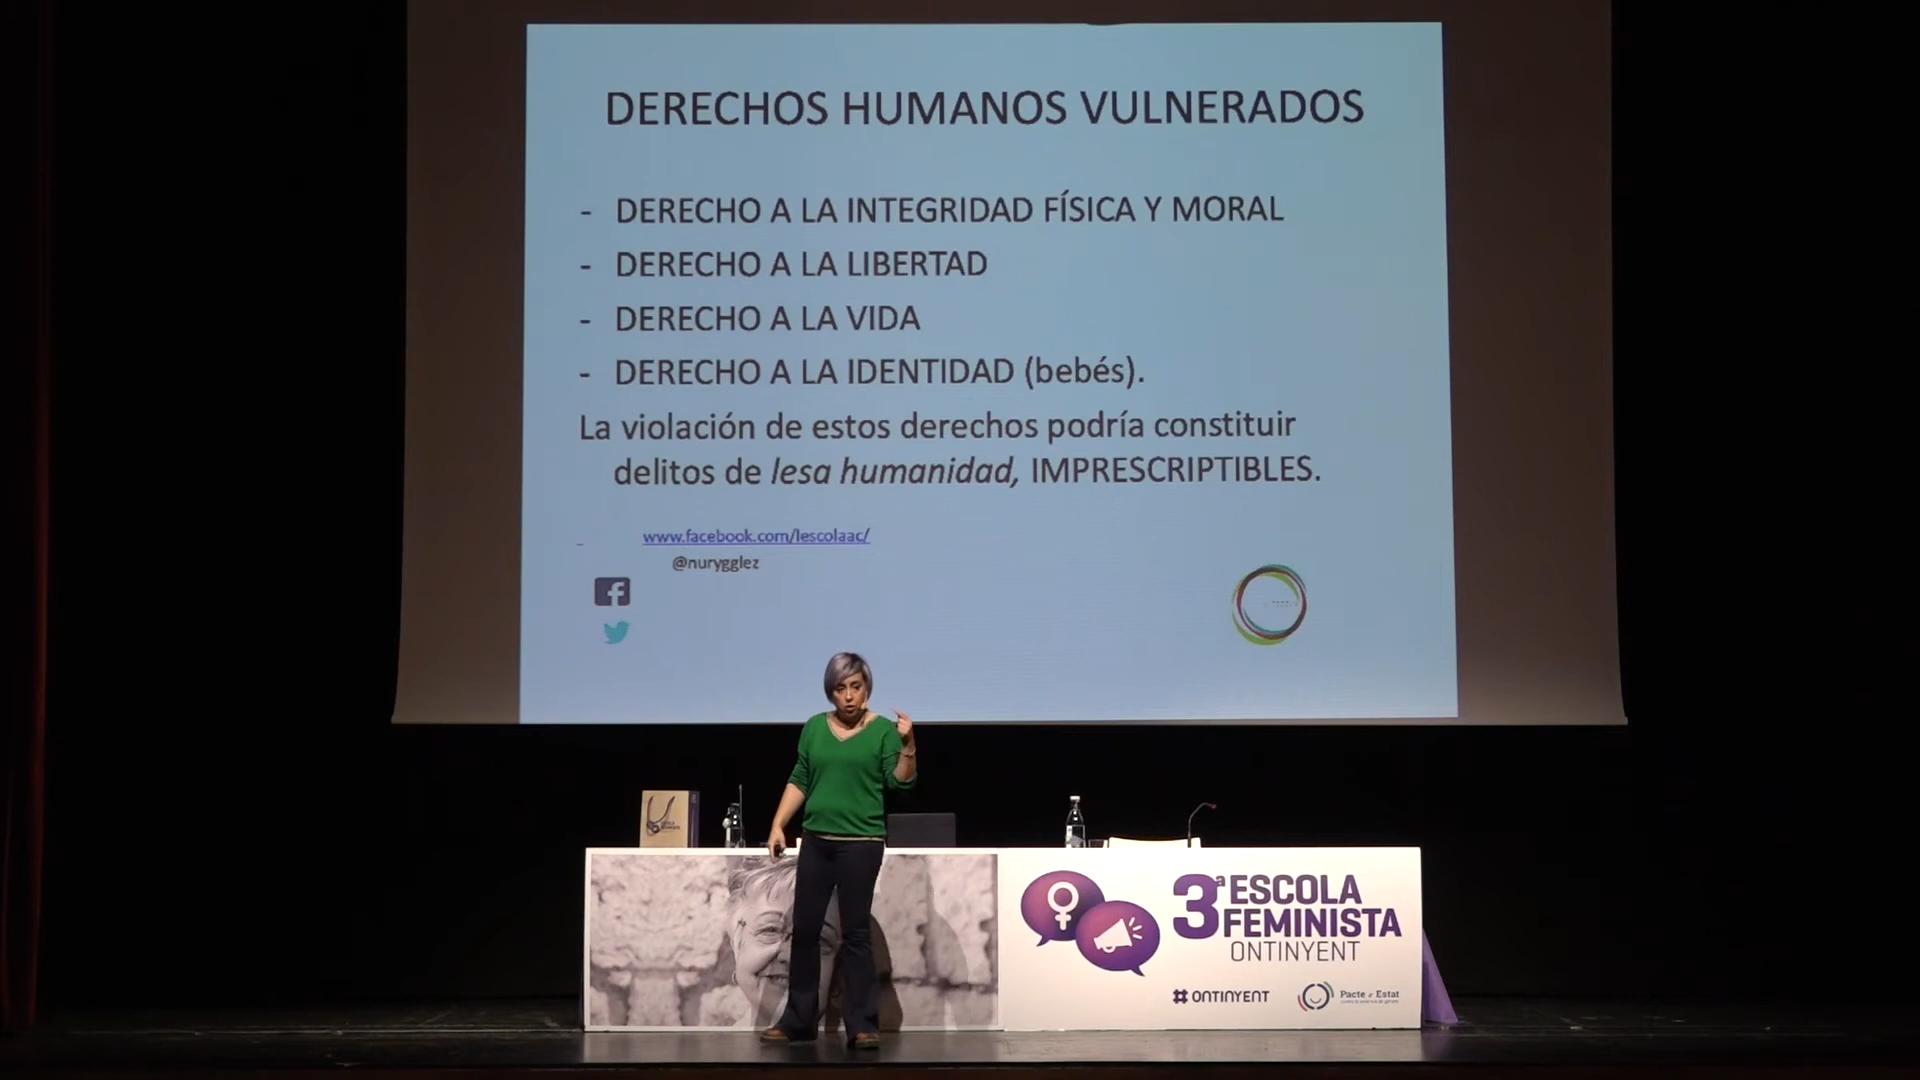 DERECHOS HUMANOS VULNERADOS
- DERECHO A LA INTEGRIDAD FÍSICA Y MORAL
- DERECHO A LA LIBERTAD
- DERECHO A LA VIDA
- DERECHO A LA IDENTIDAD (bebés).
La violación de estos derechos podría constituir
delitos de lesa humanidad, IMPRESCRIPTIBLES.
www.facebook.com/lescolaac/
@nurygglez
3ª ESCOLA
FEMINISTA
ONTINYENT
ONTINYENT
Pacte d'Estat